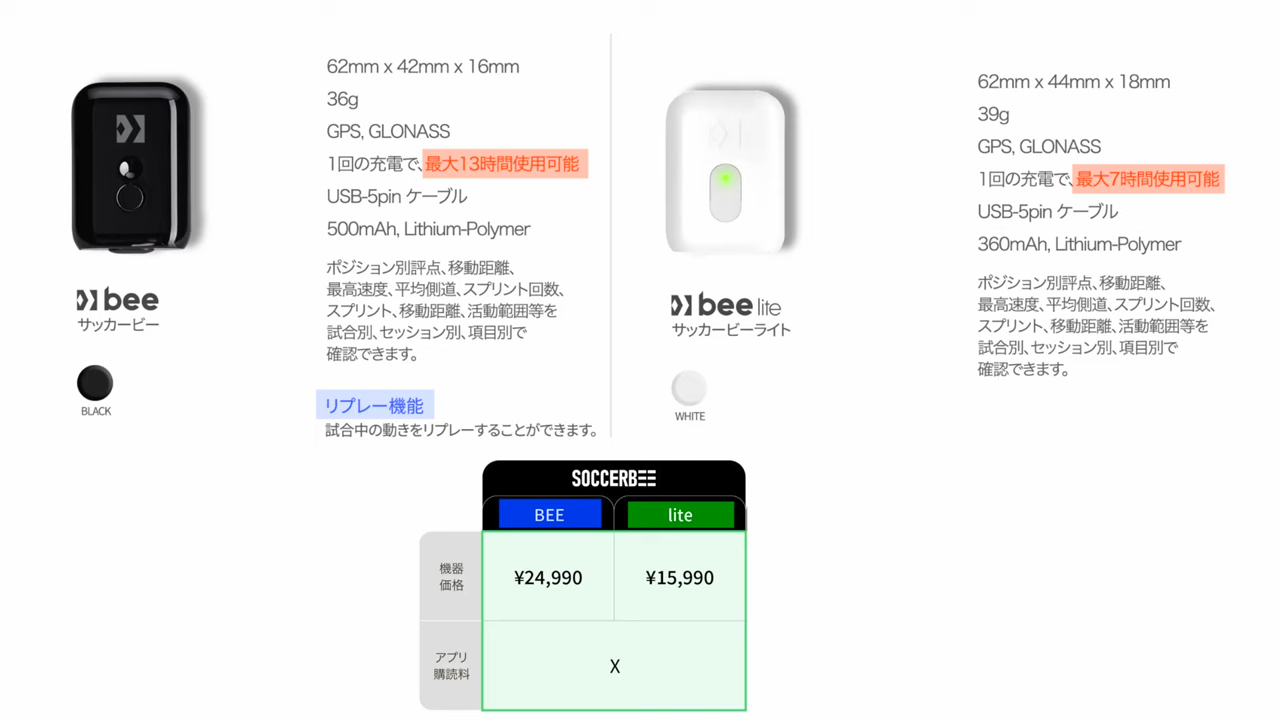 62mm x 42mm x 16mm
36g
GPS, GLONASS
1回の充電で、最大13時間使用可能
USB-5pin ケーブル
500mAh, Lithium-Polymer
ポジション別評点、移動距離、
最高速度、平均側道、スプリント回数、
スプリント、移動距離、活動範囲等を
試合別、セッション別、項目別で
確認できます。
リプレー機能
試合中の動きをリプレーすることができます。
bee
サッカービー
BLACK
62mm x 44mm x 18mm
39g
GPS, GLONASS
1回の充電で、最大7時間使用可能
USB-5pin ケーブル
360mAh, Lithium-Polymer
ポジション別評点、移動距離、
最高速度、平均側道、スプリント回数、
スプリント、移動距離、活動範囲等を
試合別、セッション別、項目別で
確認できます。
bee lite
サッカービーライト
WHITE
SOCCERBEE
BEE lite
機器
価格
¥24,990 ¥15,990
アプリ
購読料
X